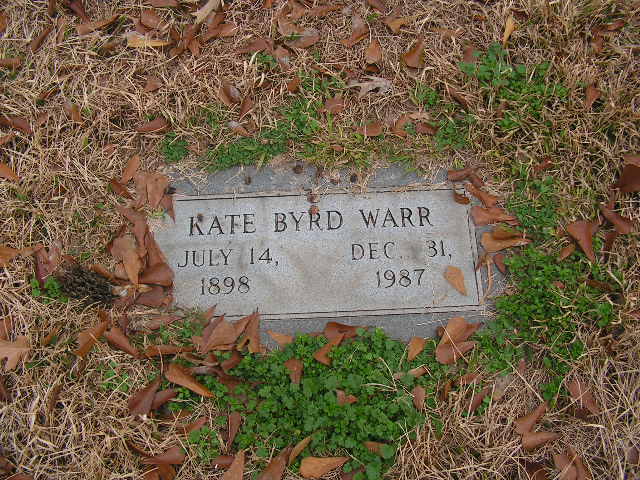 KATE BYRD WARR
JULY 14, DEC. 31,
1898 1987